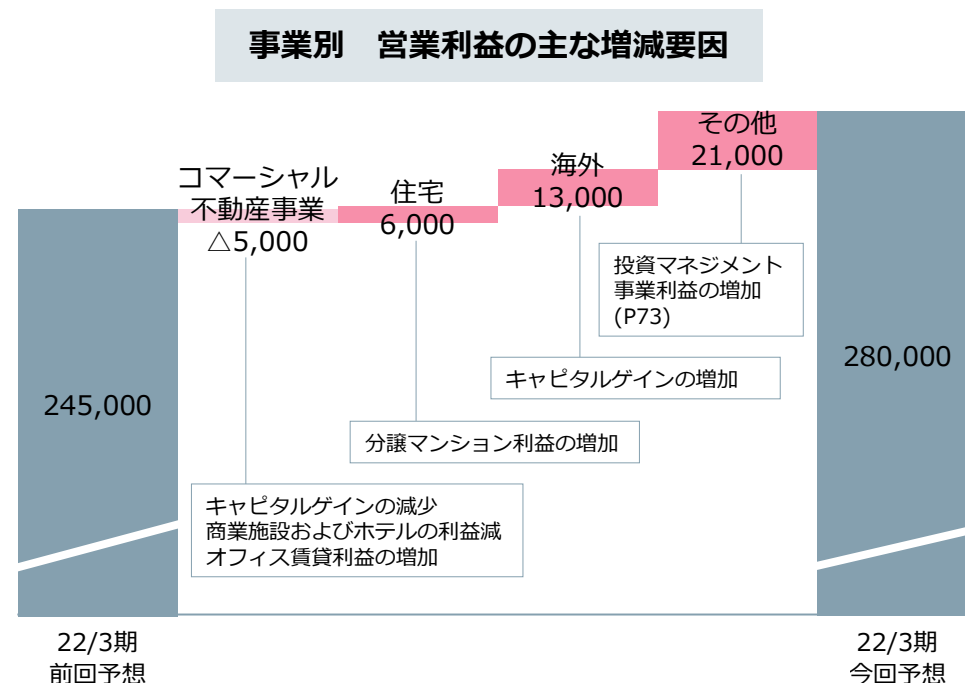 事業別　営業利益の主な増減要因
その他
21,000
海外
13,000
住宅
6,000
コマーシャル
不動産事業
△5,000
投資マネジメント
事業利益の増加
(P73)
キャピタルゲインの増加
分譲マンション利益の増加
キャピタルゲインの減少
商業施設およびホテルの利益減
オフィス賃貸利益の増加
245,000
280,000
22/3期
前回予想
22/3期
今回予想